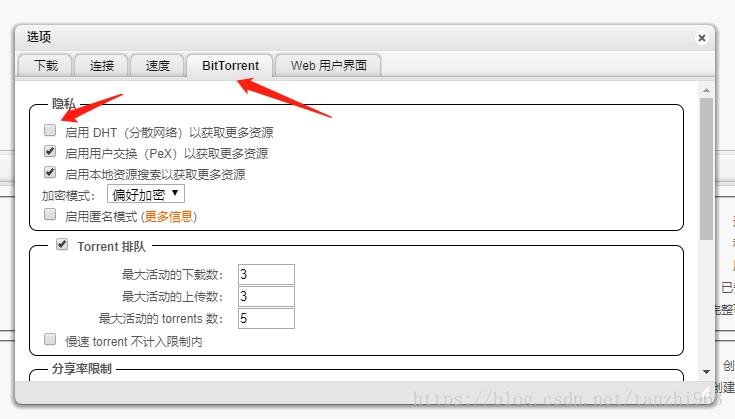 选项
下载 连接 速度 BitTorrent Web 用户界面
隐私
启用 DHT（分散网络）以获取更多资源
启用用户交换（PeX）以获取更多资源
启用本地资源搜索以获取更多资源
加密模式： 偏好加密
启用匿名模式 (更多信息)
Torrent 排队
最大活动的下载数： 3
最大活动的上传数： 3
最大活动的 torrents 数： 5
慢速 torrent 不计入限制内
分享率限制
已
完整
创
创建